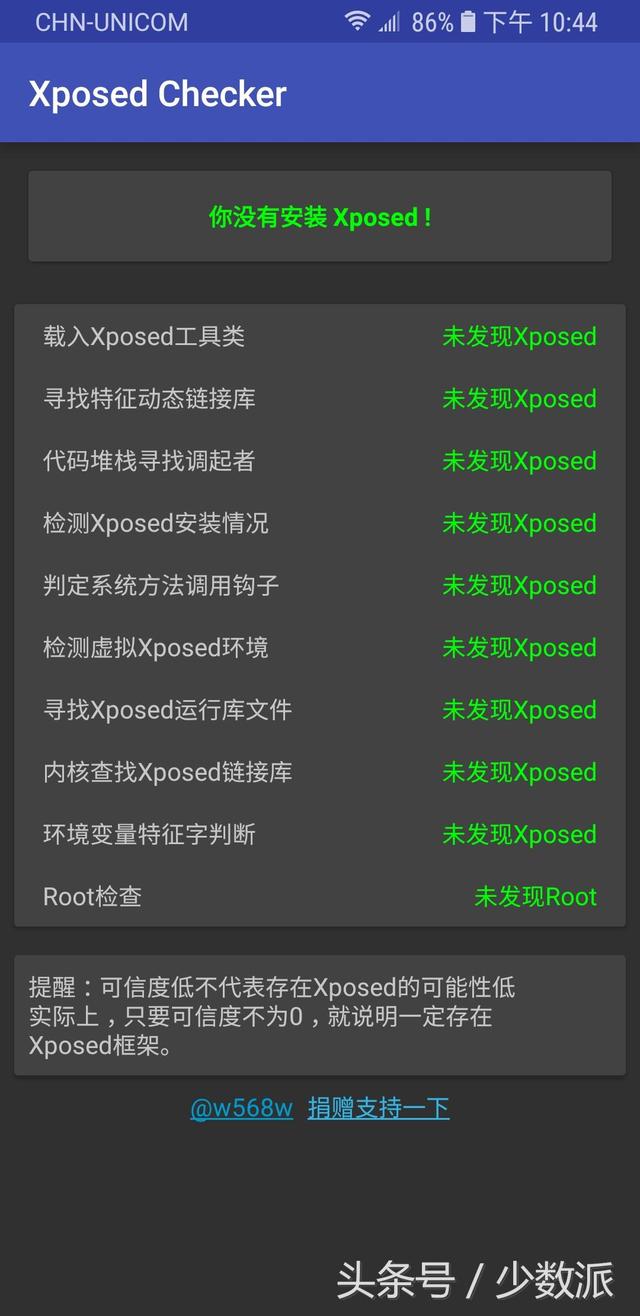 CHN-UNICOM 86% 下午 10:44
Xposed Checker
你没有安装 Xposed !
载入Xposed工具类 未发现Xposed
寻找特征动态链接库 未发现Xposed
代码堆栈寻找调起者 未发现Xposed
检测Xposed安装情况 未发现Xposed
判定系统方法调用钩子 未发现Xposed
检测虚拟Xposed环境 未发现Xposed
寻找Xposed运行库文件 未发现Xposed
内核查找Xposed链接库 未发现Xposed
环境变量特征字判断 未发现Xposed
Root检查 未发现Root
提醒：可信度低不代表存在Xposed的可能性低
实际上，只要可信度不为0，就说明一定存在
Xposed框架。
@w568w 捐赠支持一下
头条号 / 少数派